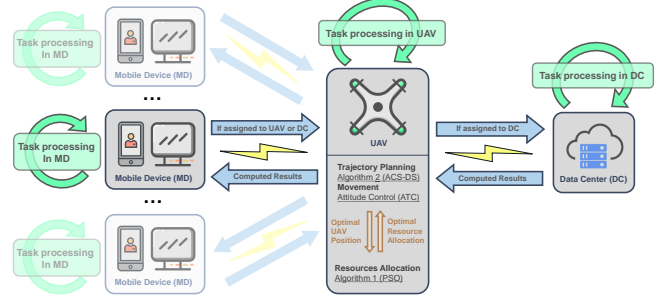 Task processing
In MD
Mobile Device (MD)
...
Task processing
In MD
Mobile Device (MD)
...
Task processing
In MD
Mobile Device (MD)
If assigned to UAV or DC
Computed Results
Task processing in UAV
UAV
Trajectory Planning
Algorithm 2 (ACS-DS)
Movement
Attitude Control (ATC)
Optimal
UAV
Position
Optimal
Resource
Allocation
Resources Allocation
Algorithm 1 (PSO)
If assigned to DC
Computed Results
Task processing in DC
Data Center (DC)